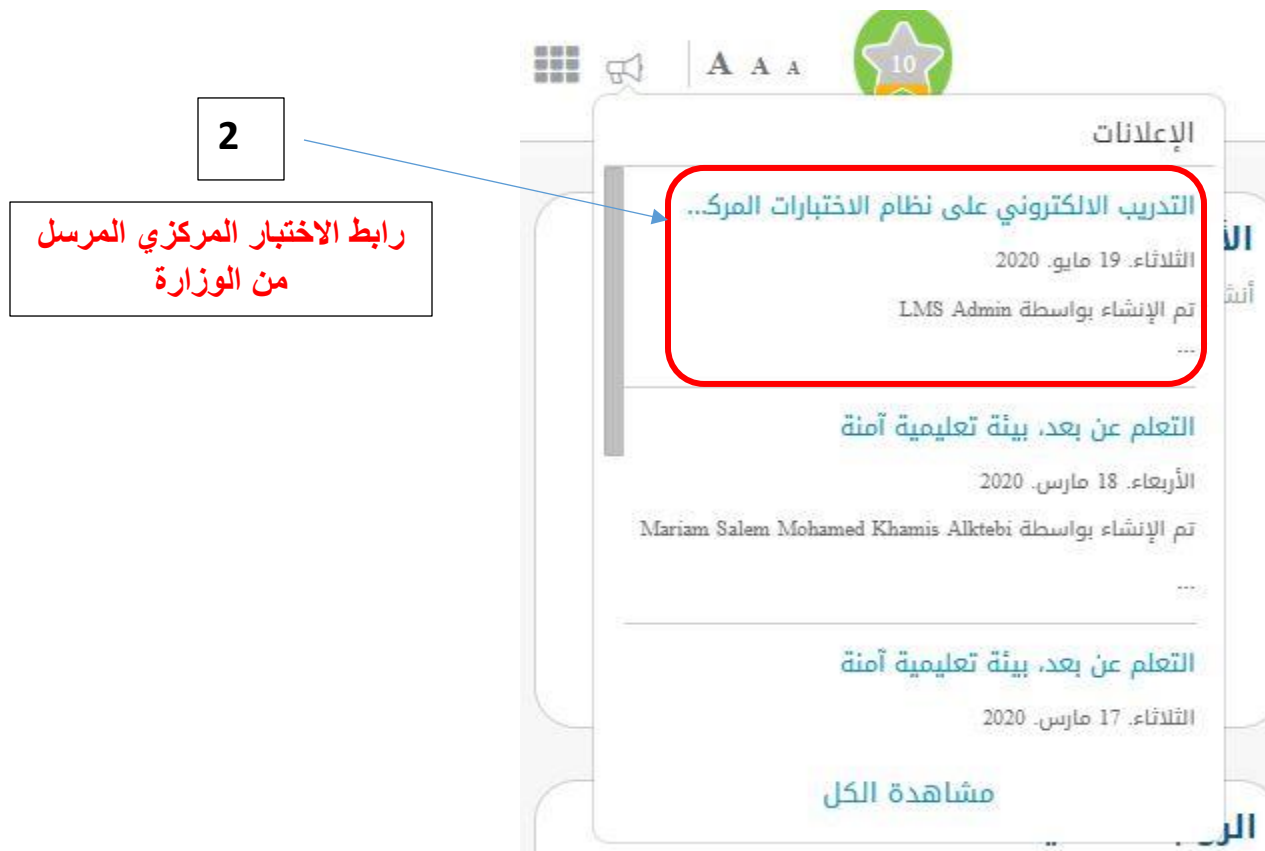 A A A
10
2
رابط الاختبار المركزي المرسل
من الوزارة
الإعلانات
التدريب الالكتروني على نظام الاختبارات المركـ...
الثلاثاء. 19 مايو. 2020
تم الإنشاء بواسطة LMS Admin
---
التعلم عن بعد، بيئة تعليمية آمنة
الأربعاء. 18 مارس. 2020
تم الإنشاء بواسطة Mariam Salem Mohamed Khamis Alktebi
---
التعلم عن بعد، بيئة تعليمية آمنة
الثلاثاء. 17 مارس. 2020
مشاهدة الكل